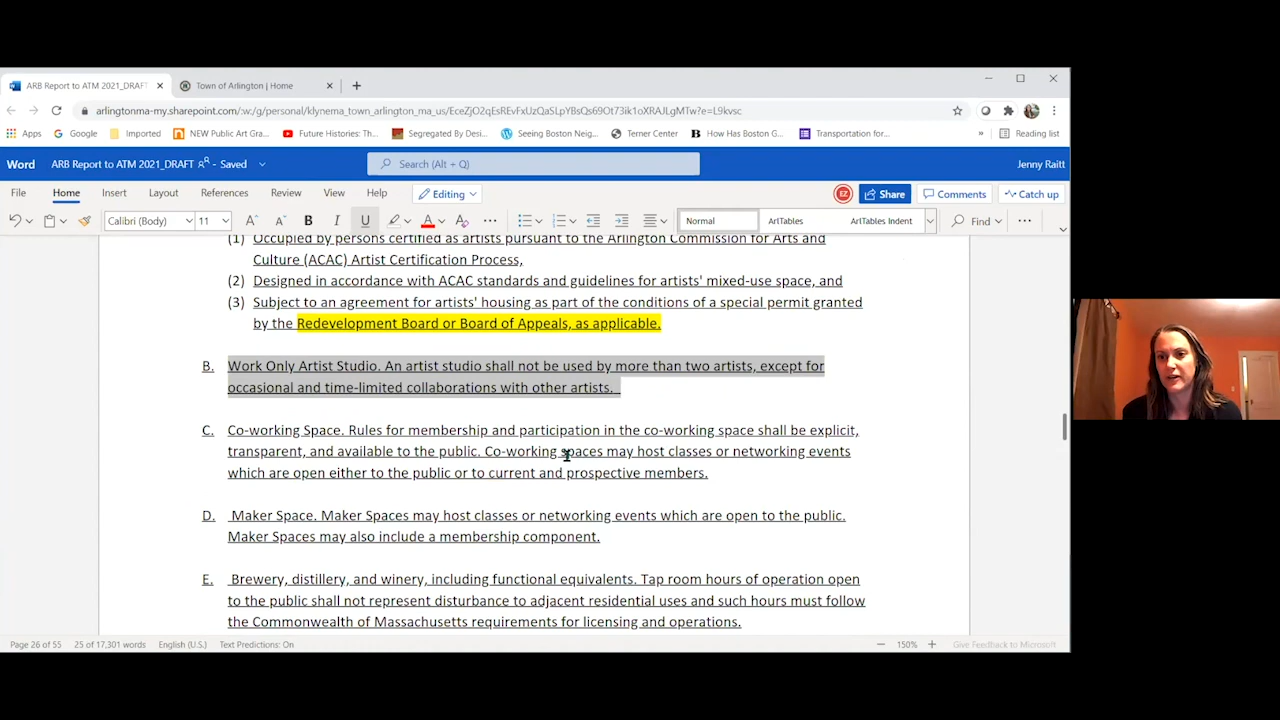 ARB Report to ATM 2021_DRAFT
Town of Arlington | Home
arlingtonma-my.sharepoint.com/:w:/g/personal/klynema_town_arlington_ma_us/EceZjO2qEsREvFxUzQaSLpYBsQs69Ot73ik1oXRAJLgMTw?e=L9kvsc
Apps Google Imported NEW Public Art Gra... Future Histories: Th... Segregated By Desi... Seeing Boston Neig... Terner Center How Has Boston G... Transportation for... » Reading list
Word ARB Report to ATM 2021_DRAFT - Saved Search (Alt + Q) Jenny Raitt
File Home Insert Layout References Review View Help Editing EZ Share Comments Catch up
Calibri (Body) 11 B I U A Normal ArlTables ArlTables Indent Find
(1) Occupied by persons certified as artists pursuant to the Arlington Commission for Arts and
Culture (ACAC) Artist Certification Process,
(2) Designed in accordance with ACAC standards and guidelines for artists' mixed-use space, and
(3) Subject to an agreement for artists' housing as part of the conditions of a special permit granted
by the Redevelopment Board or Board of Appeals, as applicable.
B. Work Only Artist Studio. An artist studio shall not be used by more than two artists, except for
occasional and time-limited collaborations with other artists.
C. Co-working Space. Rules for membership and participation in the co-working space shall be explicit,
transparent, and available to the public. Co-working spaces may host classes or networking events
which are open either to the public or to current and prospective members.
D. Maker Space. Maker Spaces may host classes or networking events which are open to the public.
Maker Spaces may also include a membership component.
E. Brewery, distillery, and winery, including functional equivalents. Tap room hours of operation open
to the public shall not represent disturbance to adjacent residential uses and such hours must follow
the Commonwealth of Massachusetts requirements for licensing and operations.
Page 26 of 55 25 of 17,301 words English (U.S.) Text Predictions: On 150% Give Feedback to Microsoft